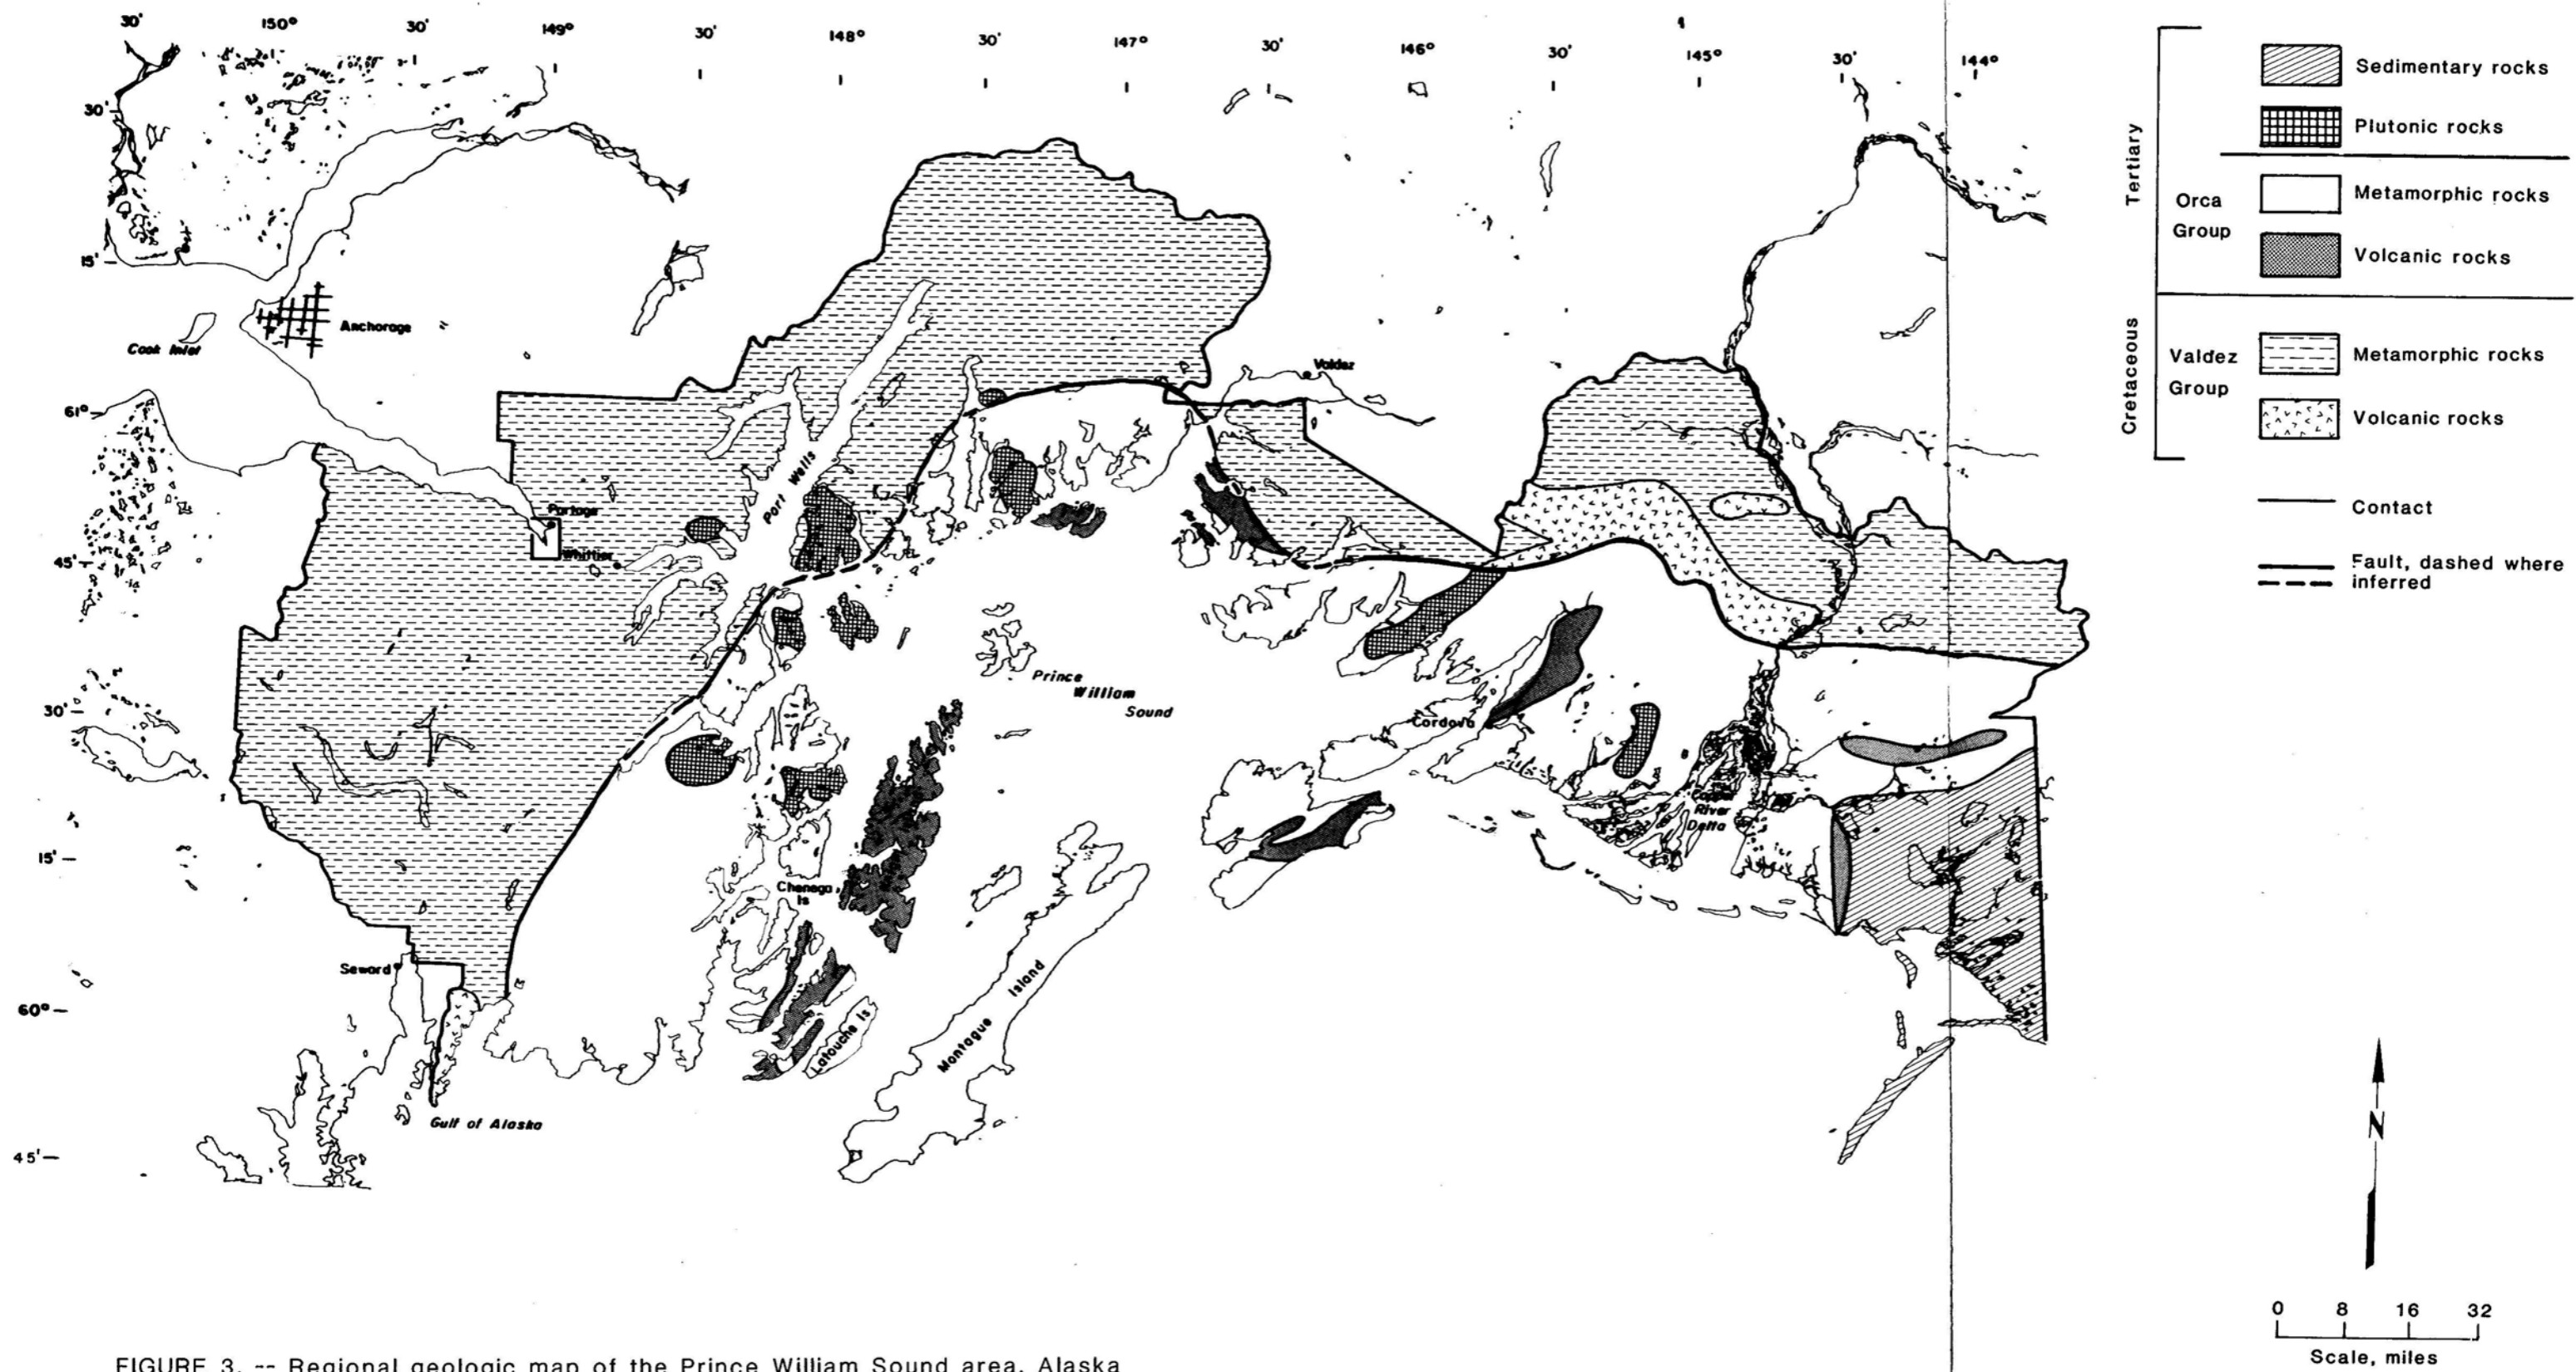 30' 150° 30' 149° 30' 148° 30' 147° 30' 146° 30' 145° 30' 144°
30'
15'
61°
45'
30'
15'
60°
45'
Anchorage
Cook Inlet
Valdez
Port Wells
Portage
Whittier
Prince
William
Sound
Cordova
Copper
River
Delta
Chenega
Is
Seward
Latouche Is
Montague Island
Gulf of Alaska
Tertiary
Cretaceous
Orca
Group
Valdez
Group
Sedimentary rocks
Plutonic rocks
Metamorphic rocks
Volcanic rocks
Metamorphic rocks
Volcanic rocks
Contact
Fault, dashed where
inferred
N
0 8 16 32
Scale, miles
FIGURE 3. -- Regional geologic map of the Prince William Sound area, Alaska